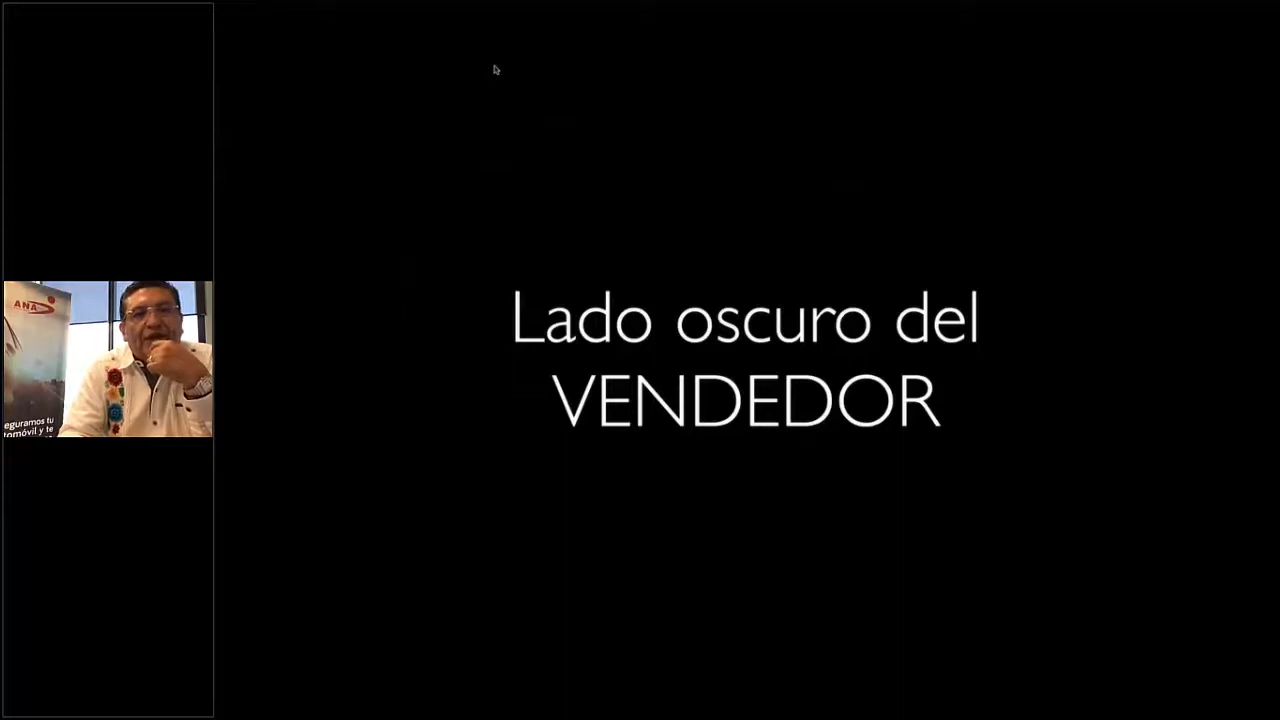 ANA
eguramos tu
tomóvil y te
Lado oscuro del
VENDEDOR